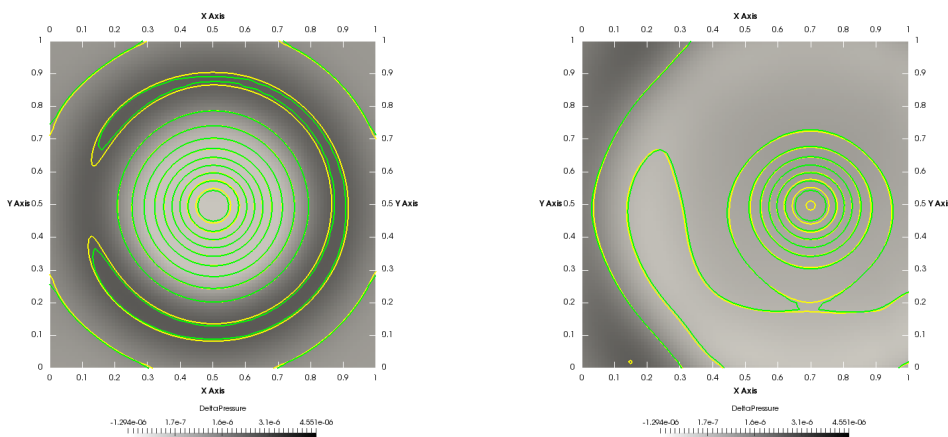 X Axis X Axis
0 0.1 0.2 0.3 0.4 0.5 0.6 0.7 0.8 0.9 1 0 0.1 0.2 0.3 0.4 0.5 0.6 0.7 0.8 0.9 1
1 1 1 1
0.9 0.9 0.9 0.9
0.8 0.8 0.8 0.8
0.7 0.7 0.7 0.7
0.6 0.6 0.6 0.6
Y Axis 0.5 0.5 Y Axis Y Axis 0.5 0.5 Y Axis
0.4 0.4 0.4 0.4
0.3 0.3 0.3 0.3
0.2 0.2 0.2 0.2
0.1 0.1 0.1 0.1
0 0 0 0
0 0.1 0.2 0.3 0.4 0.5 0.6 0.7 0.8 0.9 1 0 0.1 0.2 0.3 0.4 0.5 0.6 0.7 0.8 0.9 1
X Axis X Axis
DeltaPressure DeltaPressure
-1.294e-06 1.7e-7 1.6e-6 3.1e-6 4.551e-06 -1.294e-06 1.7e-7 1.6e-6 3.1e-6 4.551e-06